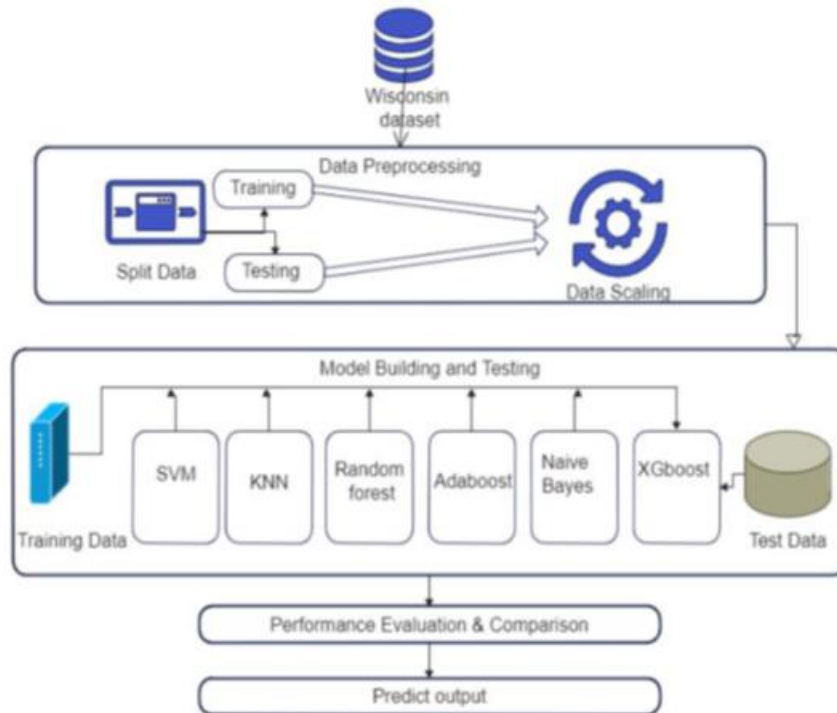 Wisconsin
dataset
Data Preprocessing
Training
Split Data
Testing
Data Scaling
Model Building and Testing
SVM
KNN
Random
forest
Adaboost
Naive
Bayes
XGboost
Training Data
Test Data
Performance Evaluation & Comparison
Predict output